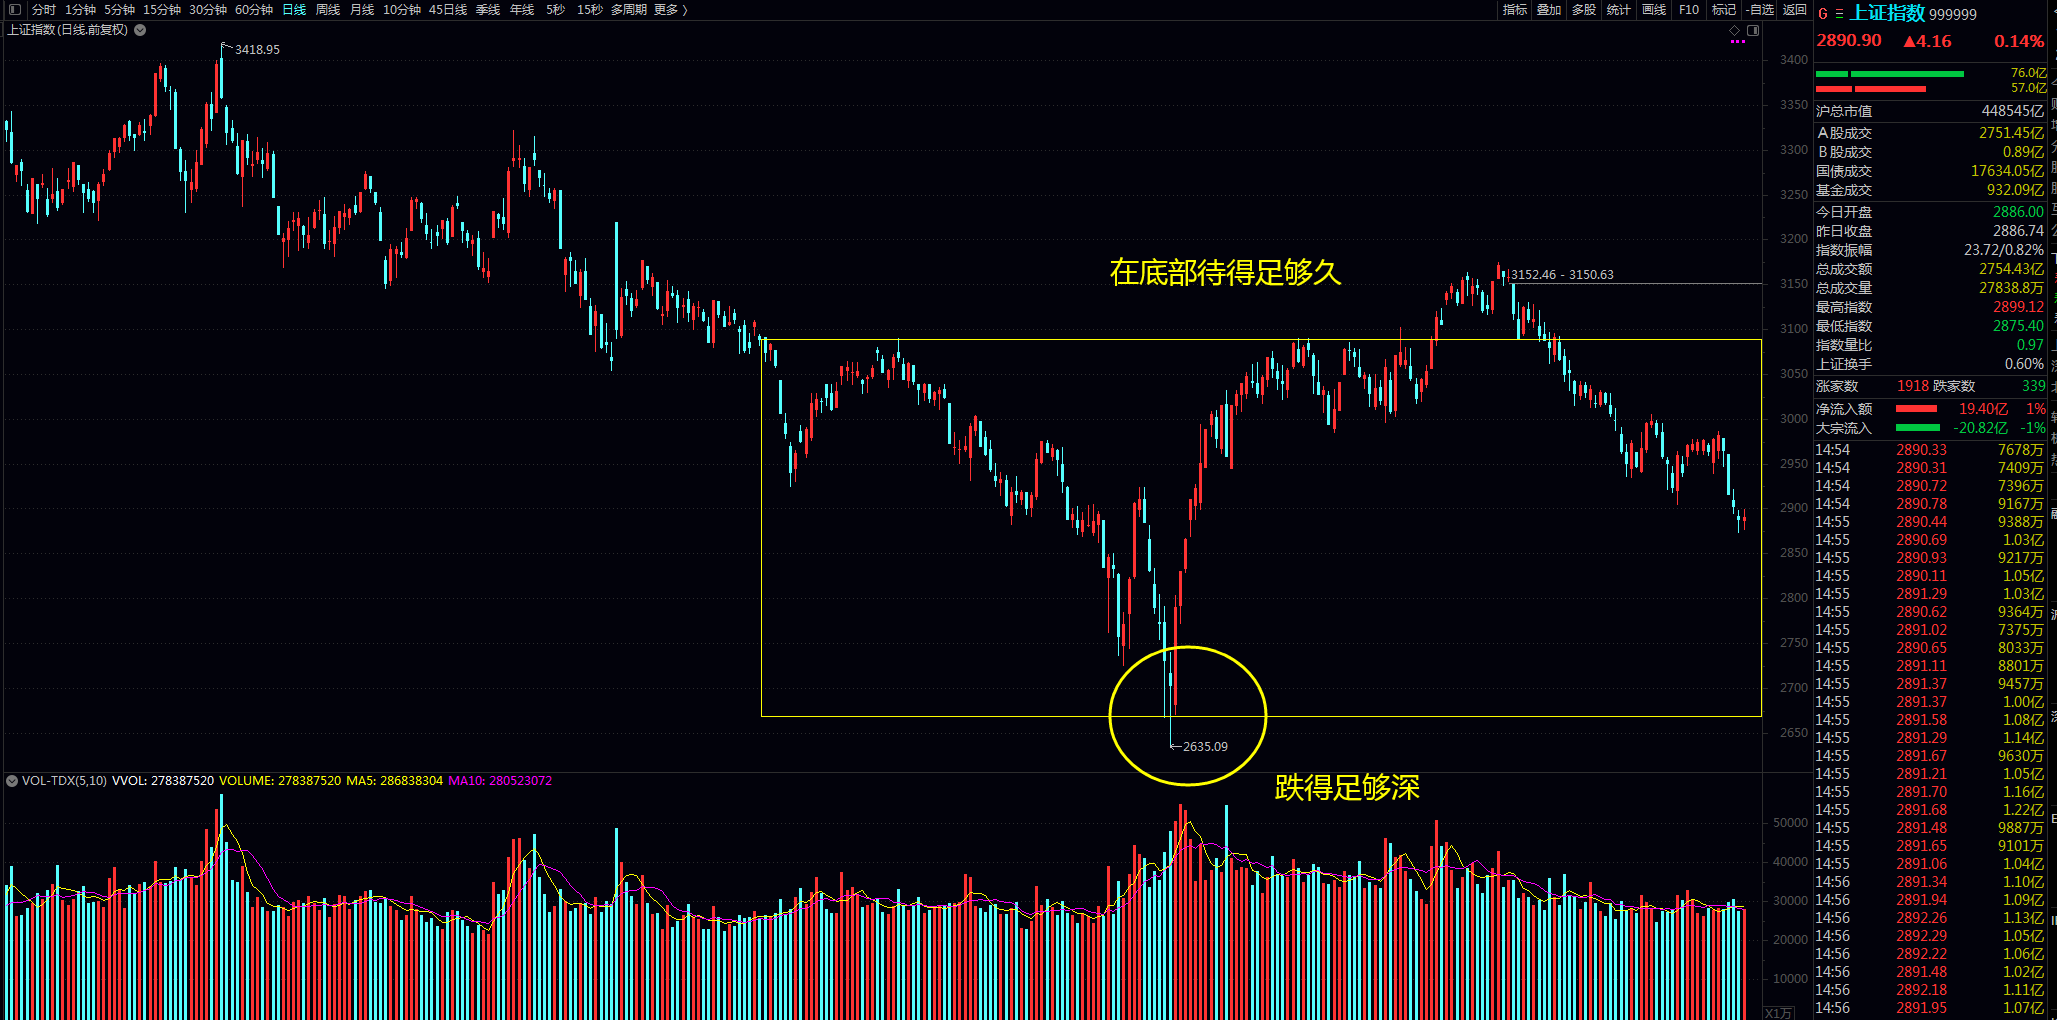 分时 1分钟 5分钟 15分钟 30分钟 60分钟 日线 周线 月线 10分钟 45日线 季线 年线 5秒 15秒 多周期 更多 〉
指标 叠加 多股 统计 画线 F10 标记 -自选 返回
上证指数(日线.前复权)
3418.95
在底部待得足够久
3152.46 - 3150.63
2635.09
跌得足够深
3400
3350
3300
3250
3200
3150
3100
3050
3000
2950
2900
2850
2800
2750
2700
2650
VOL-TDX(5,10) VVOL: 278387520 VOLUME: 278387520 MA5: 286838304 MA10: 280523072
50000
40000
30000
20000
10000
X1万
G 上证指数 999999
2890.90 ▲4.16 0.14%
76.0亿
57.0亿
沪总市值 448545亿
A股成交 2751.45亿
B股成交 0.89亿
国债成交 17634.05亿
基金成交 932.09亿
今日开盘 2886.00
昨日收盘 2886.74
指数振幅 23.72/0.82%
总成交额 2754.43亿
总成交量 27838.8万
最高指数 2899.12
最低指数 2875.40
指数量比 0.97
上证换手 0.60%
涨家数 1918 跌家数 339
净流入额 19.40亿 1%
大宗流入 -20.82亿 -1%
14:54 2890.33 7678万
14:54 2890.31 7409万
14:54 2890.72 7396万
14:54 2890.78 9167万
14:55 2890.44 9388万
14:55 2890.69 1.03亿
14:55 2890.93 9217万
14:55 2890.11 1.05亿
14:55 2891.29 1.03亿
14:55 2890.62 9364万
14:55 2891.02 7375万
14:55 2890.65 8033万
14:55 2891.11 8801万
14:55 2891.37 9457万
14:55 2891.37 1.00亿
14:55 2891.58 1.08亿
14:55 2891.29 1.14亿
14:55 2891.67 9630万
14:55 2891.21 1.05亿
14:55 2891.70 1.16亿
14:55 2891.68 1.22亿
14:55 2891.48 9887万
14:55 2891.65 9101万
14:55 2891.06 1.04亿
14:56 2891.34 1.10亿
14:56 2891.94 1.09亿
14:56 2892.26 1.13亿
14:56 2892.29 1.05亿
14:56 2892.22 1.06亿
14:56 2891.48 1.02亿
14:56 2892.18 1.11亿
14:56 2891.95 1.07亿